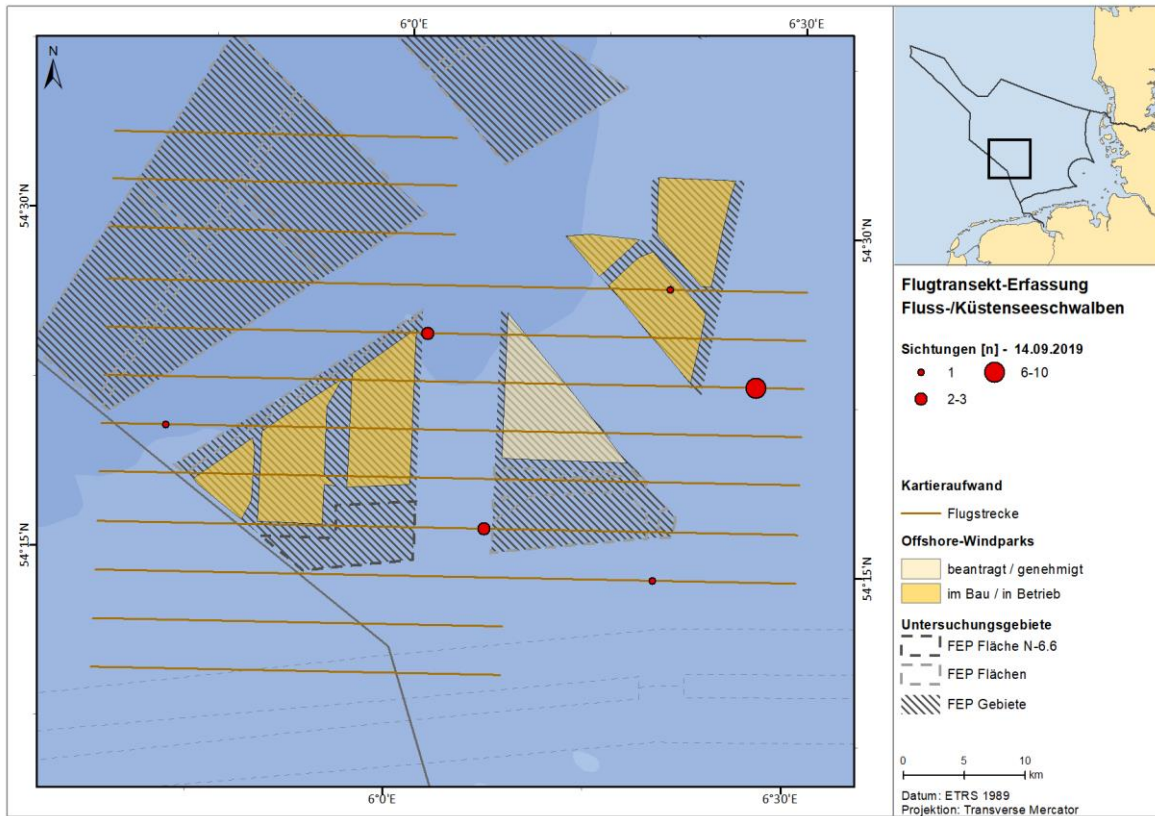 6°0'E
6°30'E
N
54°30'N
54°30'N
54°15'N
54°15'N
6°0'E
6°30'E
Flugtransekt-Erfassung
Fluss-/Küstenseeschwalben
Sichtungen [n] - 14.09.2019
1
6-10
2-3
Kartieraufwand
Flugstrecke
Offshore-Windparks
beantragt / genehmigt
im Bau / in Betrieb
Untersuchungsgebiete
FEP Fläche N-6.6
FEP Flächen
FEP Gebiete
0 5 10
km
Datum: ETRS 1989
Projektion: Transverse Mercator